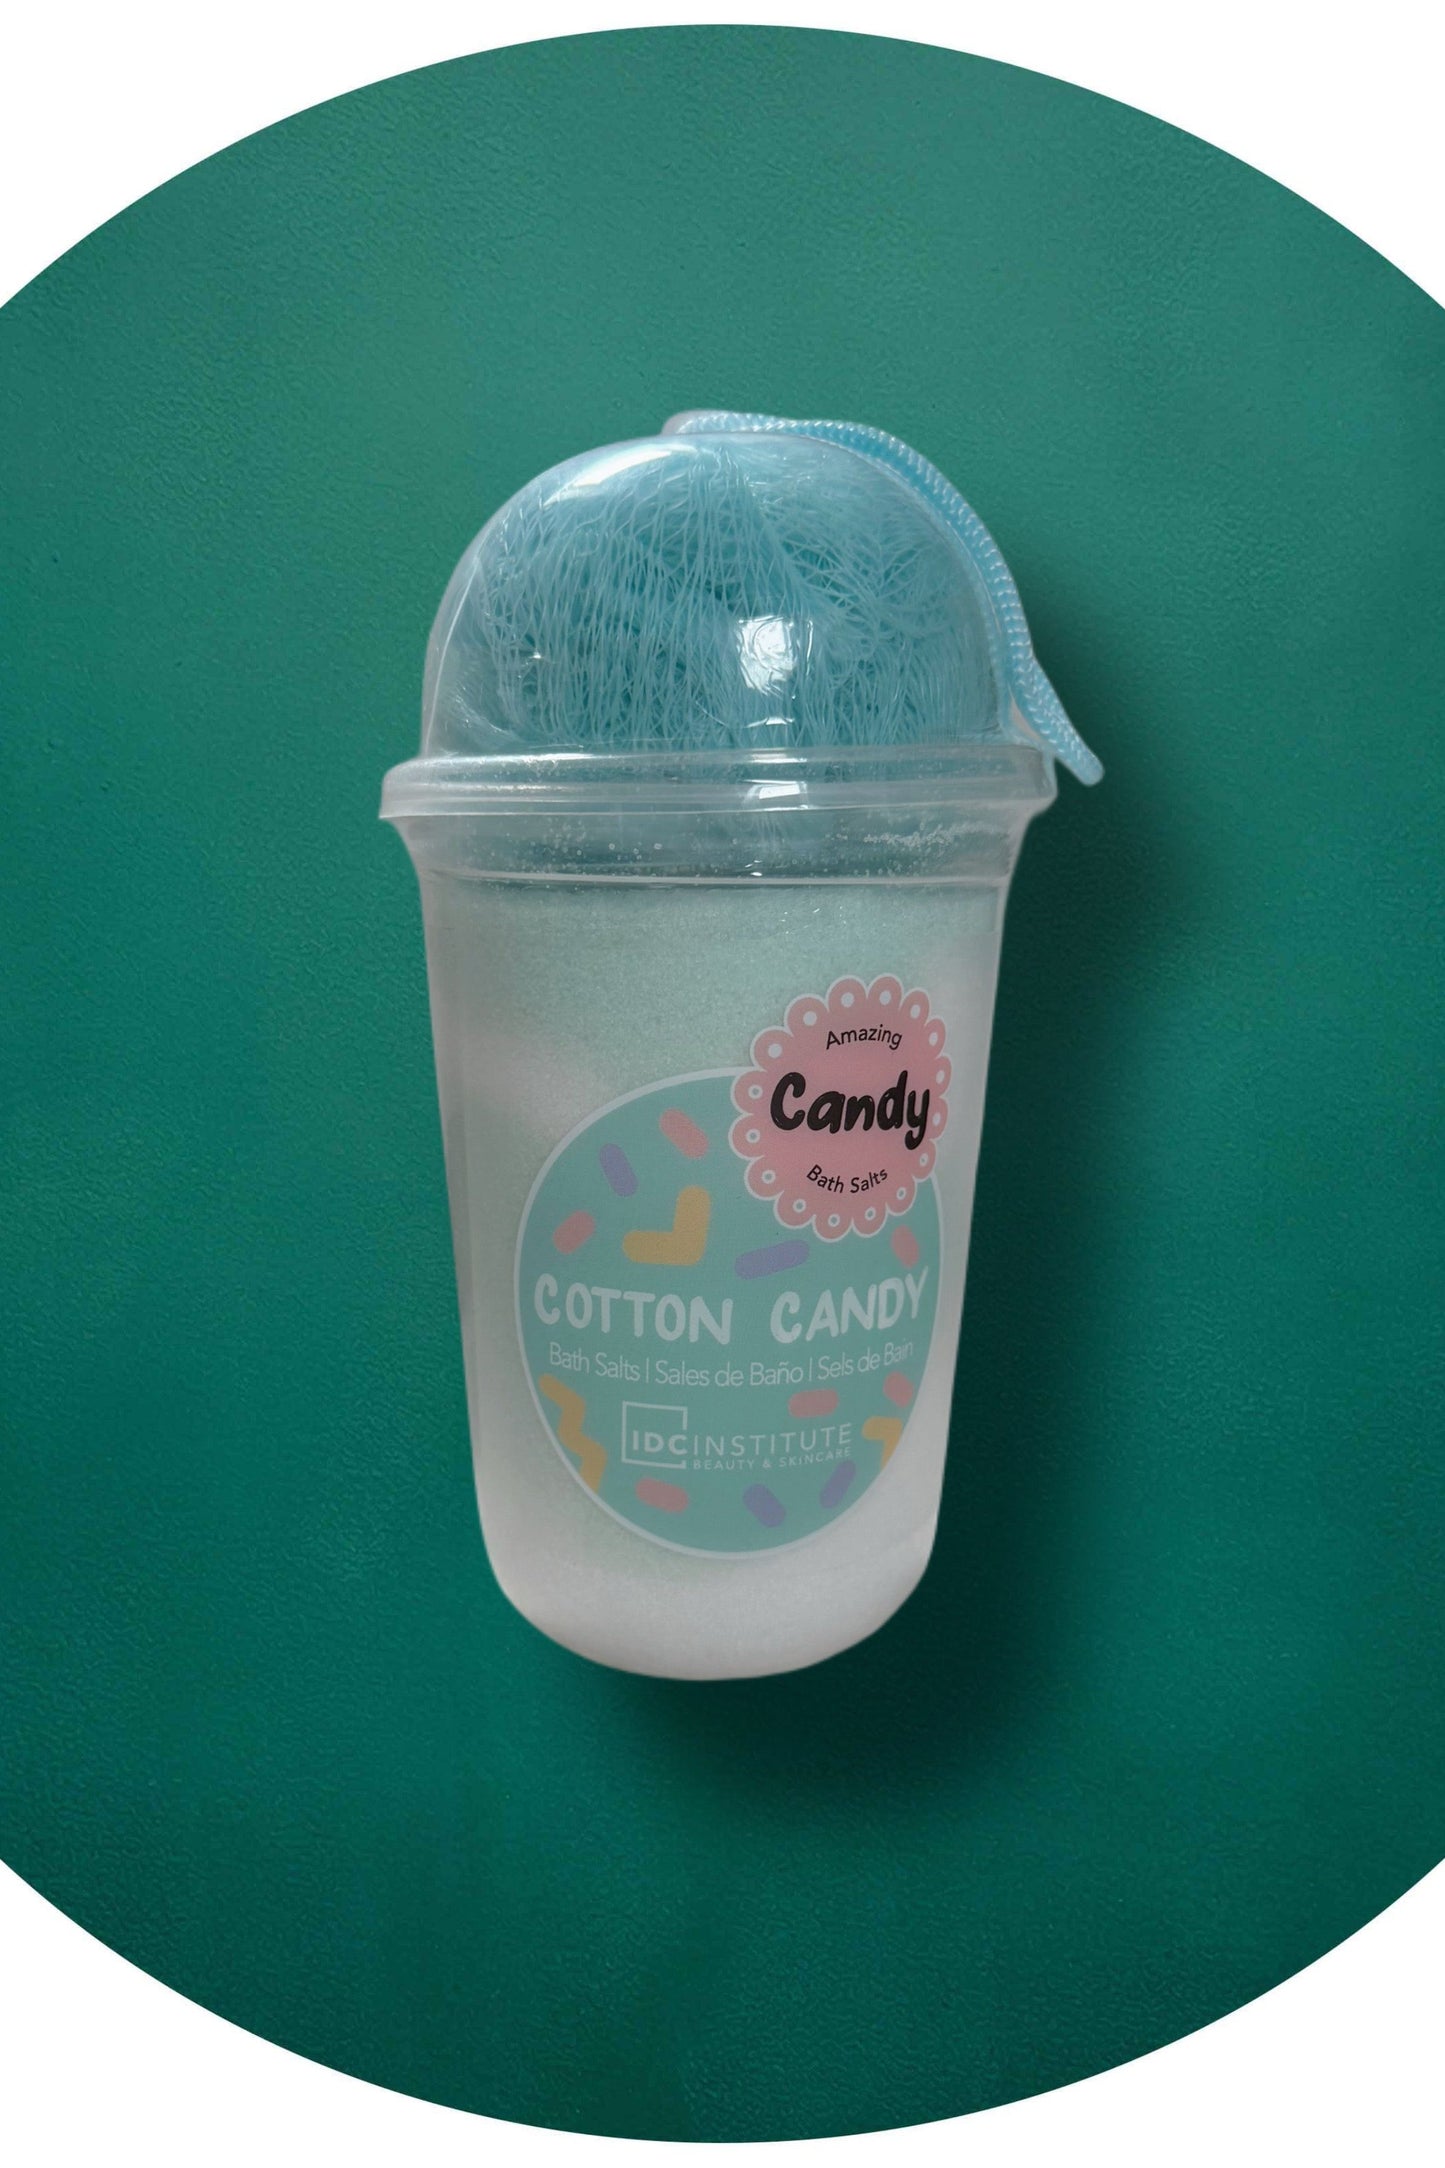 Amazing
Candy
Bath Salts
COTTON CANDY
Bath Salts | Sales de Baño | Sels de Bain
IDC INSTITUTE
BEAUTY & SKINCARE